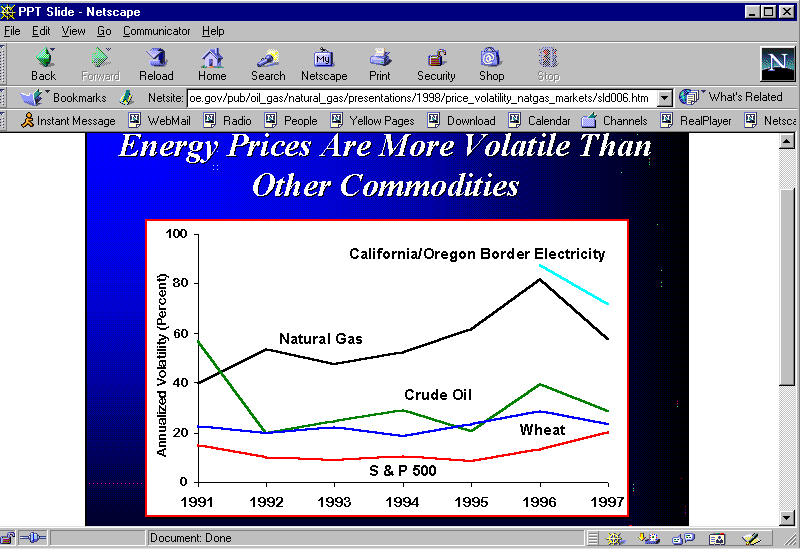 PPT Slide - Netscape
File Edit View Go Communicator Help
My
N
Back Forward Reload Home Search Netscape Print Security Shop Stop
Bookmarks Netsite: oe.gov/pub/oil_gas/natural_gas/presentations/1998/price_volatility_natgas_markets/sld006.htm What's Related
Instant Message WebMail Radio People Yellow Pages Download Calendar Channels RealPlayer Netsca
Energy Prices Are More Volatile Than
Other Commodities
100
California/Oregon Border Electricity
80
Annualized Volatility (Percent)
60
Natural Gas
40
Crude Oil
20
Wheat
S & P 500
0
1991 1992 1993 1994 1995 1996 1997
Document: Done